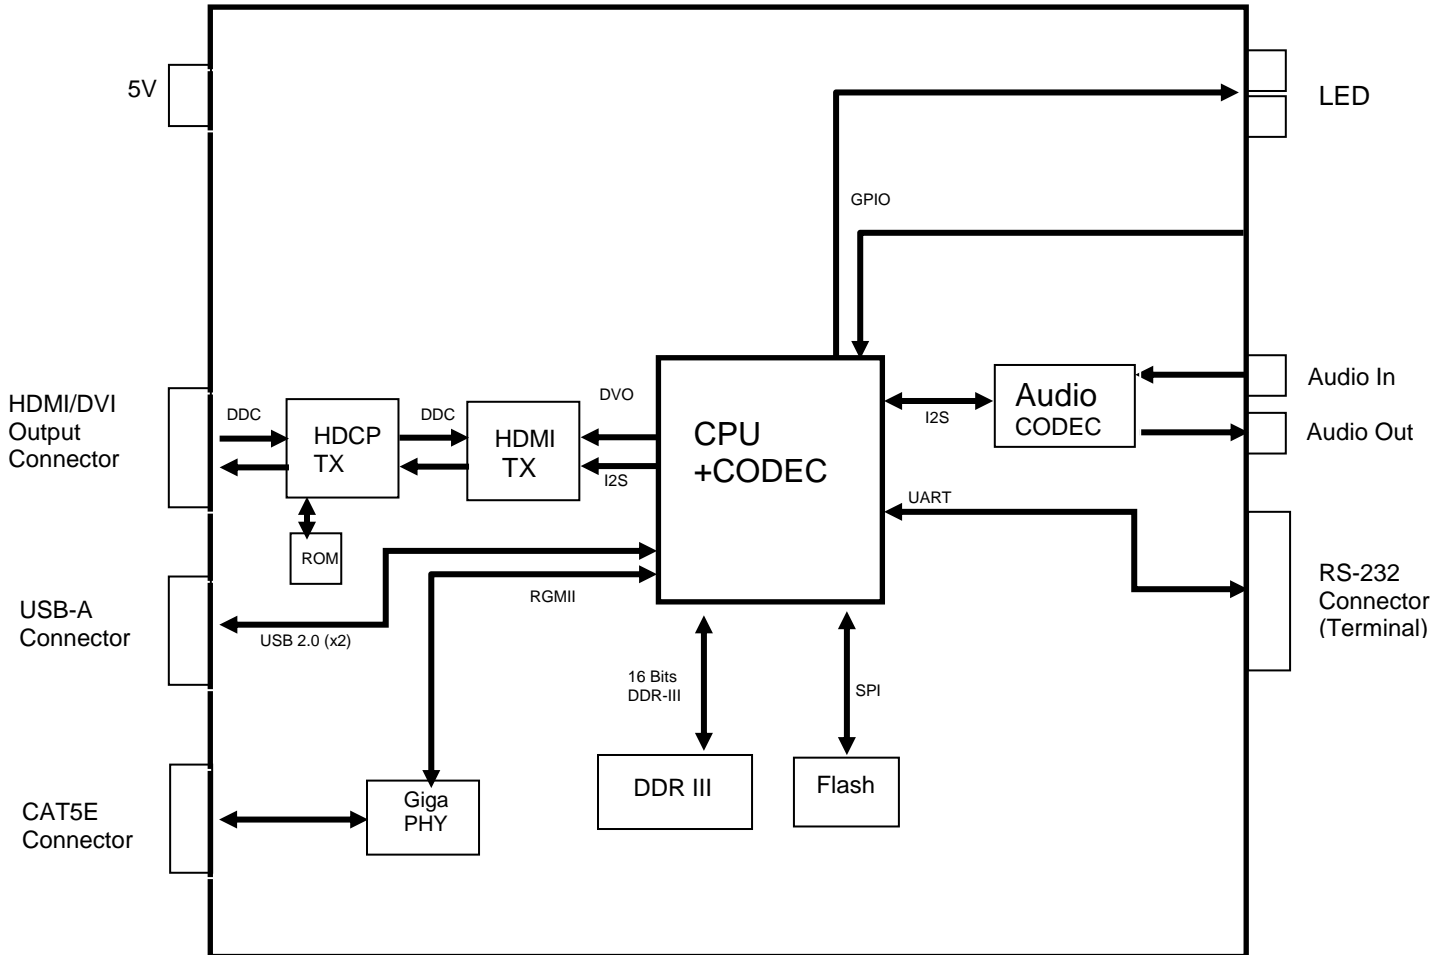 5V
LED
GPIO
HDMI/DVI
Output
Connector
DDC
HDCP
TX
DDC
HDMI
TX
DVO
I2S
CPU
+CODEC
I2S
Audio
CODEC
Audio In
Audio Out
ROM
UART
RS-232
Connector
(Terminal)
USB-A
Connector
USB 2.0 (x2)
RGMII
16 Bits
DDR-III
SPI
DDR III
Flash
CAT5E
Connector
Giga
PHY